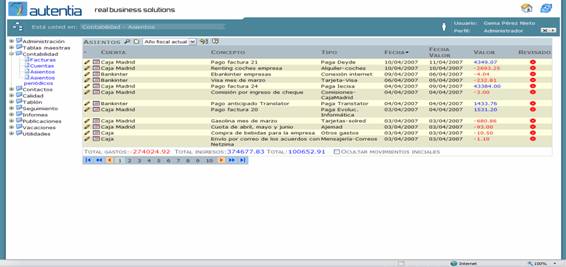 autentia real business solutions
Está usted en: Contabilidad - Asientos
Usuario: Gema Pérez Nieto
Perfil: Administrador
Administración
Tablas maestras
Contabilidad
Facturas
Cuentas
Asientos
Asientos periódicos
Contactos
Calidad
Tablón
Seguimiento
Informes
Publicaciones
Vacaciones
Utilidades
ASIENTOS Año fiscal actual
CUENTA CONCEPTO TIPO FECHA FECHA VALOR VALOR REVISADO
Caja Madrid Pago factura 21 Paga Deyde 10/04/2007 11/04/2007 4349.07
Caja Madrid Renting coches empresa Alquiler-coches 10/04/2007 10/04/2007 -2693.25
Bankinter Ebankinter empresas Conexión internet 09/04/2007 09/04/2007 -4.04
Bankinter Visa mes de marzo Tarjeta-Visa 06/04/2007 05/04/2007 -232.81
Caja Madrid Pago factura 24 Paga Iecisa 04/04/2007 04/04/2007 43384.00
Caja Madrid Comision por ingreso de cheque Comisiones-CajaMadrid 04/04/2007 04/04/2007 -3.00
Bankinter Pago anticipado Translator Paga Translator 04/04/2007 04/04/2007 1433.76
Caja Madrid Pago factura 20 Paga Evoluc. Informática 03/04/2007 04/04/2007 1531.20
Caja Madrid Gasolina mes de marzo Tarjetas-solred 03/04/2007 03/04/2007 -680.86
Caja Madrid Cuota de abril, mayo y junio Ajemad 03/04/2007 03/04/2007 -93.00
Caja Compra de bebidas para la empresa Otros gastos 03/04/2007 03/04/2007 -10.50
Caja Envio por correo de los acuerdos con Netzima Mensajería-Correos 03/04/2007 03/04/2007 -1.10
TOTAL GASTOS:-274024.92 TOTAL INGRESOS:374677.83 TOTAL:100652.91 OCULTAR MOVIMIENTOS INICIALES
1 2 3 4 5 6 7 8 9 10
Internet 100%